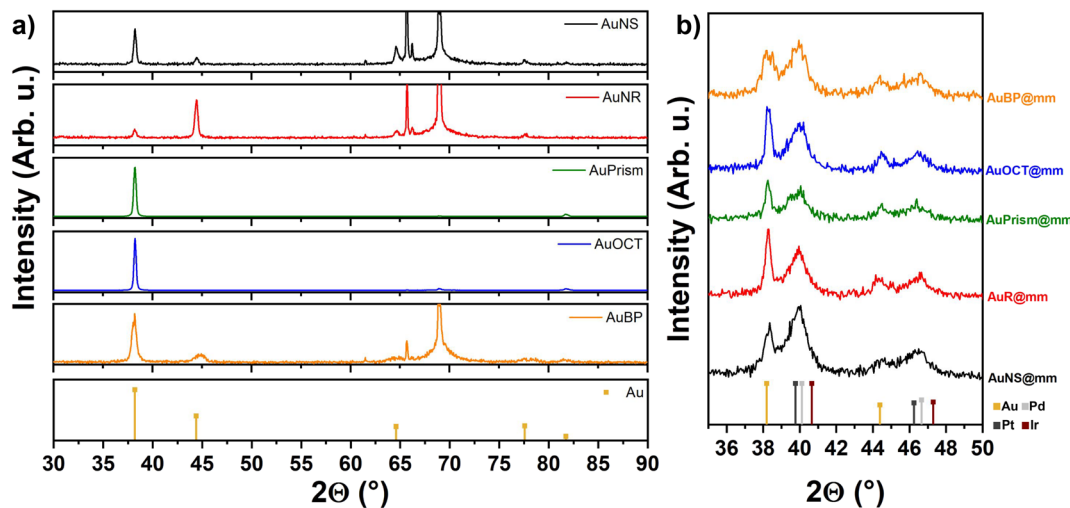 a)
AuNS
AuNR
AuPrism
AuOCT
AuBP
Au
Intensity (Arb. u.)
30 35 40 45 50 55 60 65 70 75 80 85 90
2Θ (°)
b)
AuBP@mm
AuOCT@mm
AuPrism@mm
AuR@mm
AuNS@mm
Au Pd
Pt Ir
Intensity (Arb. u.)
36 38 40 42 44 46 48 50
2Θ (°)